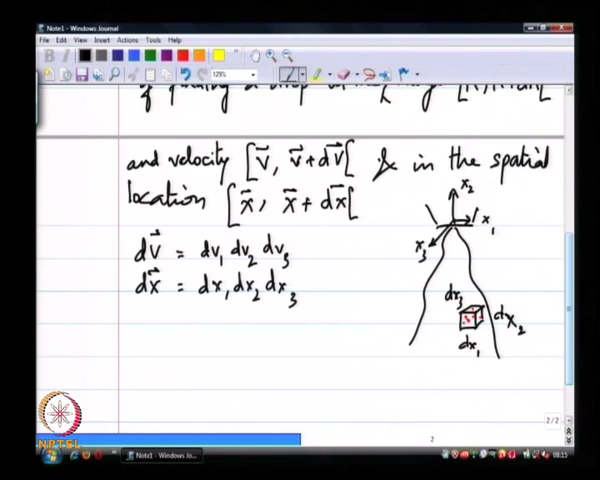 Note1 - Windows Journal
File Edit View Insert Actions Tools Help
B I 129%
and velocity [v⃗, v⃗+dv⃗[ & in the spatial
location [x⃗, x⃗ + dx⃗[
dv⃗ = dv₁ dv₂ dv₃
dx⃗ = dx₁ dx₂ dx₃
x₂
x₁
x₃
dx₃
dx₂
dx₁
2/2
2
NPTEL
Note1 - Windows Jo...
08:15